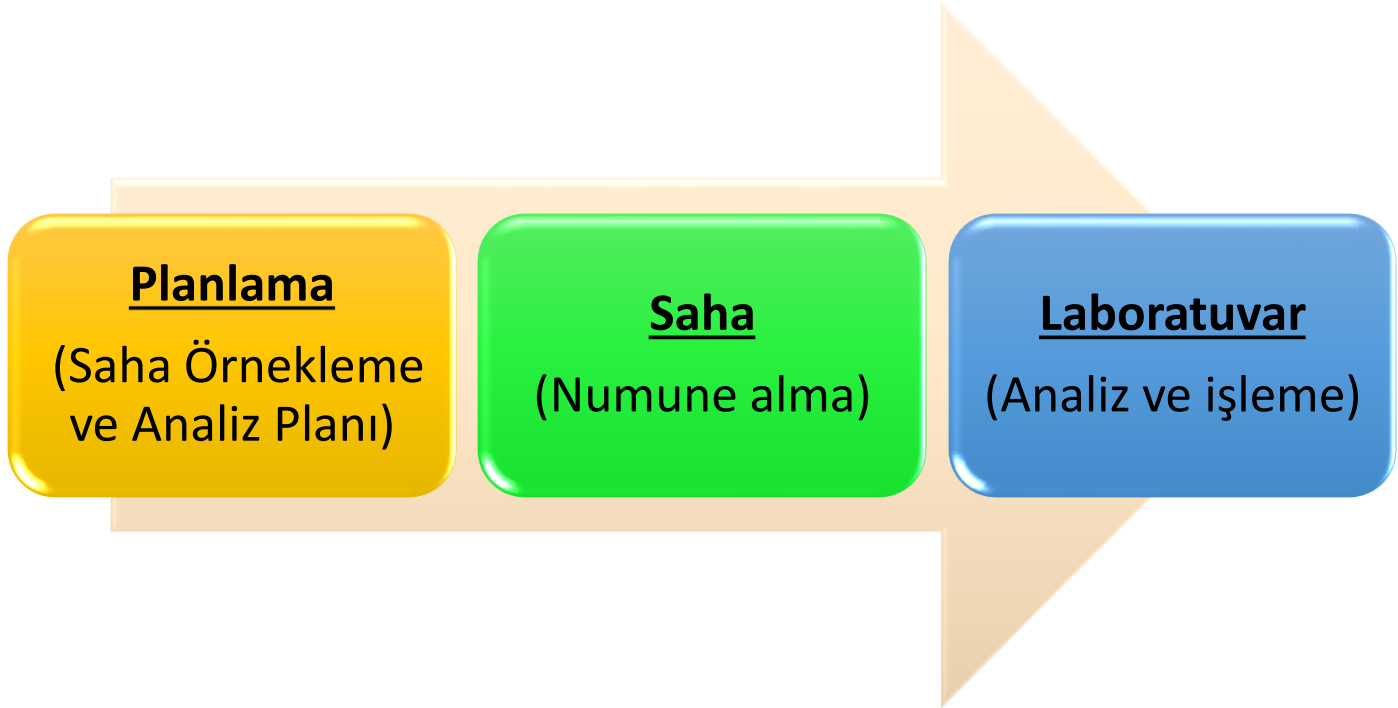 Planlama
(Saha Örnekleme
ve Analiz Planı)
Saha
(Numune alma)
Laboratuvar
(Analiz ve işleme)